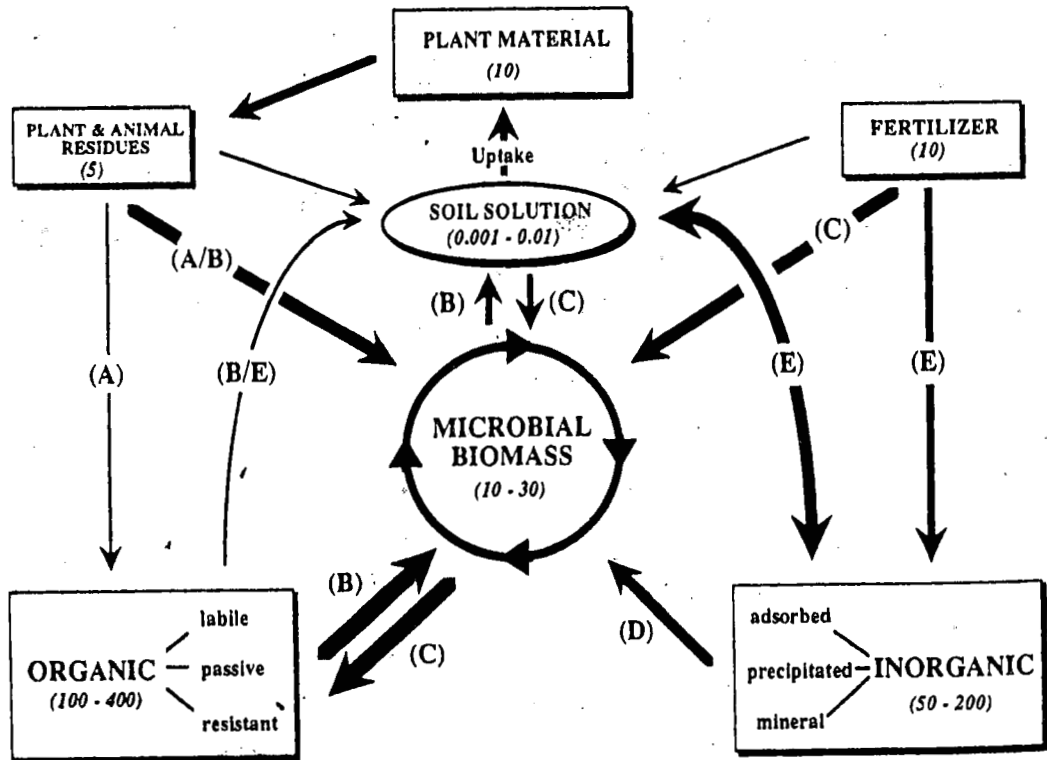 PLANT MATERIAL
(10)
PLANT & ANIMAL
RESIDUES
(5)
FERTILIZER
(10)
Uptake
SOIL SOLUTION
(0.001 - 0.01)
(A/B)
(C)
(B)
(C)
(A)
(B/E)
(E)
(E)
MICROBIAL
BIOMASS
(10 - 30)
(B)
(C)
(D)
ORGANIC
(100 - 400)
labile
passive
resistant
adsorbed
precipitated
mineral
INORGANIC
(50 - 200)